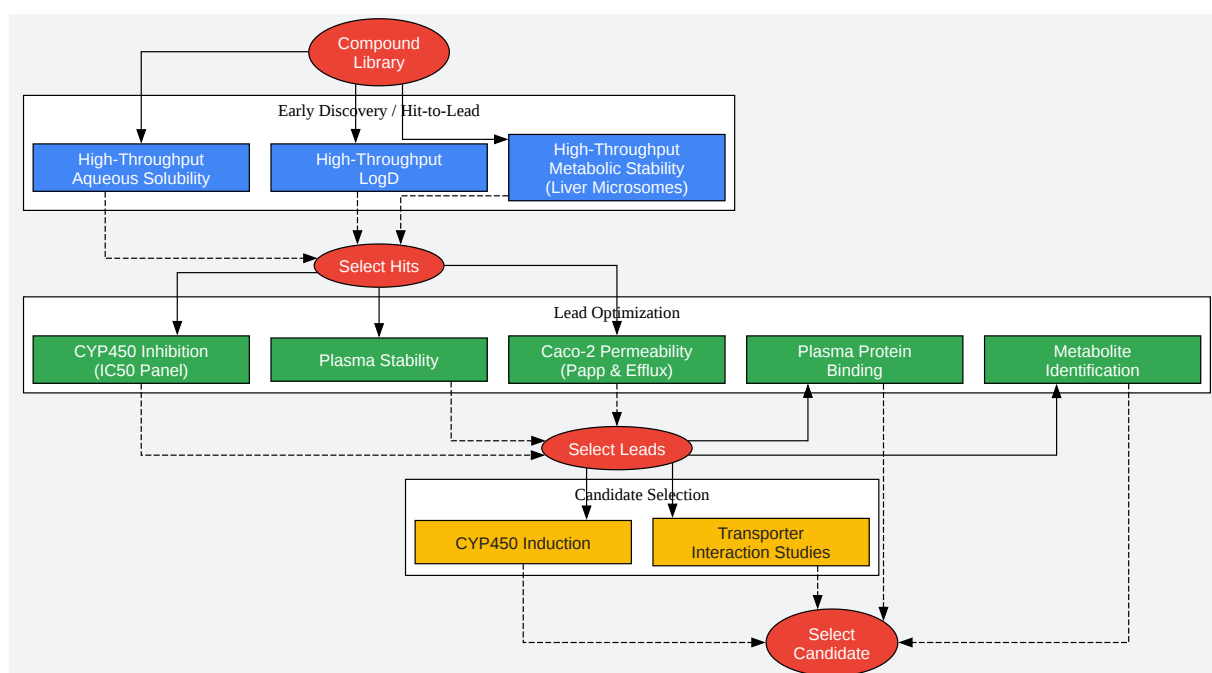 Compound
Library
Early Discovery / Hit-to-Lead
High-Throughput
Aqueous Solubility
High-Throughput
LogD
High-Throughput
Metabolic Stability
(Liver Microsomes)
Select Hits
Lead Optimization
CYP450 Inhibition
(IC50 Panel)
Plasma Stability
Caco-2 Permeability
(Papp & Efflux)
Plasma Protein
Binding
Metabolite
Identification
Select Leads
Candidate Selection
CYP450 Induction
Transporter
Interaction Studies
Select
Candidate